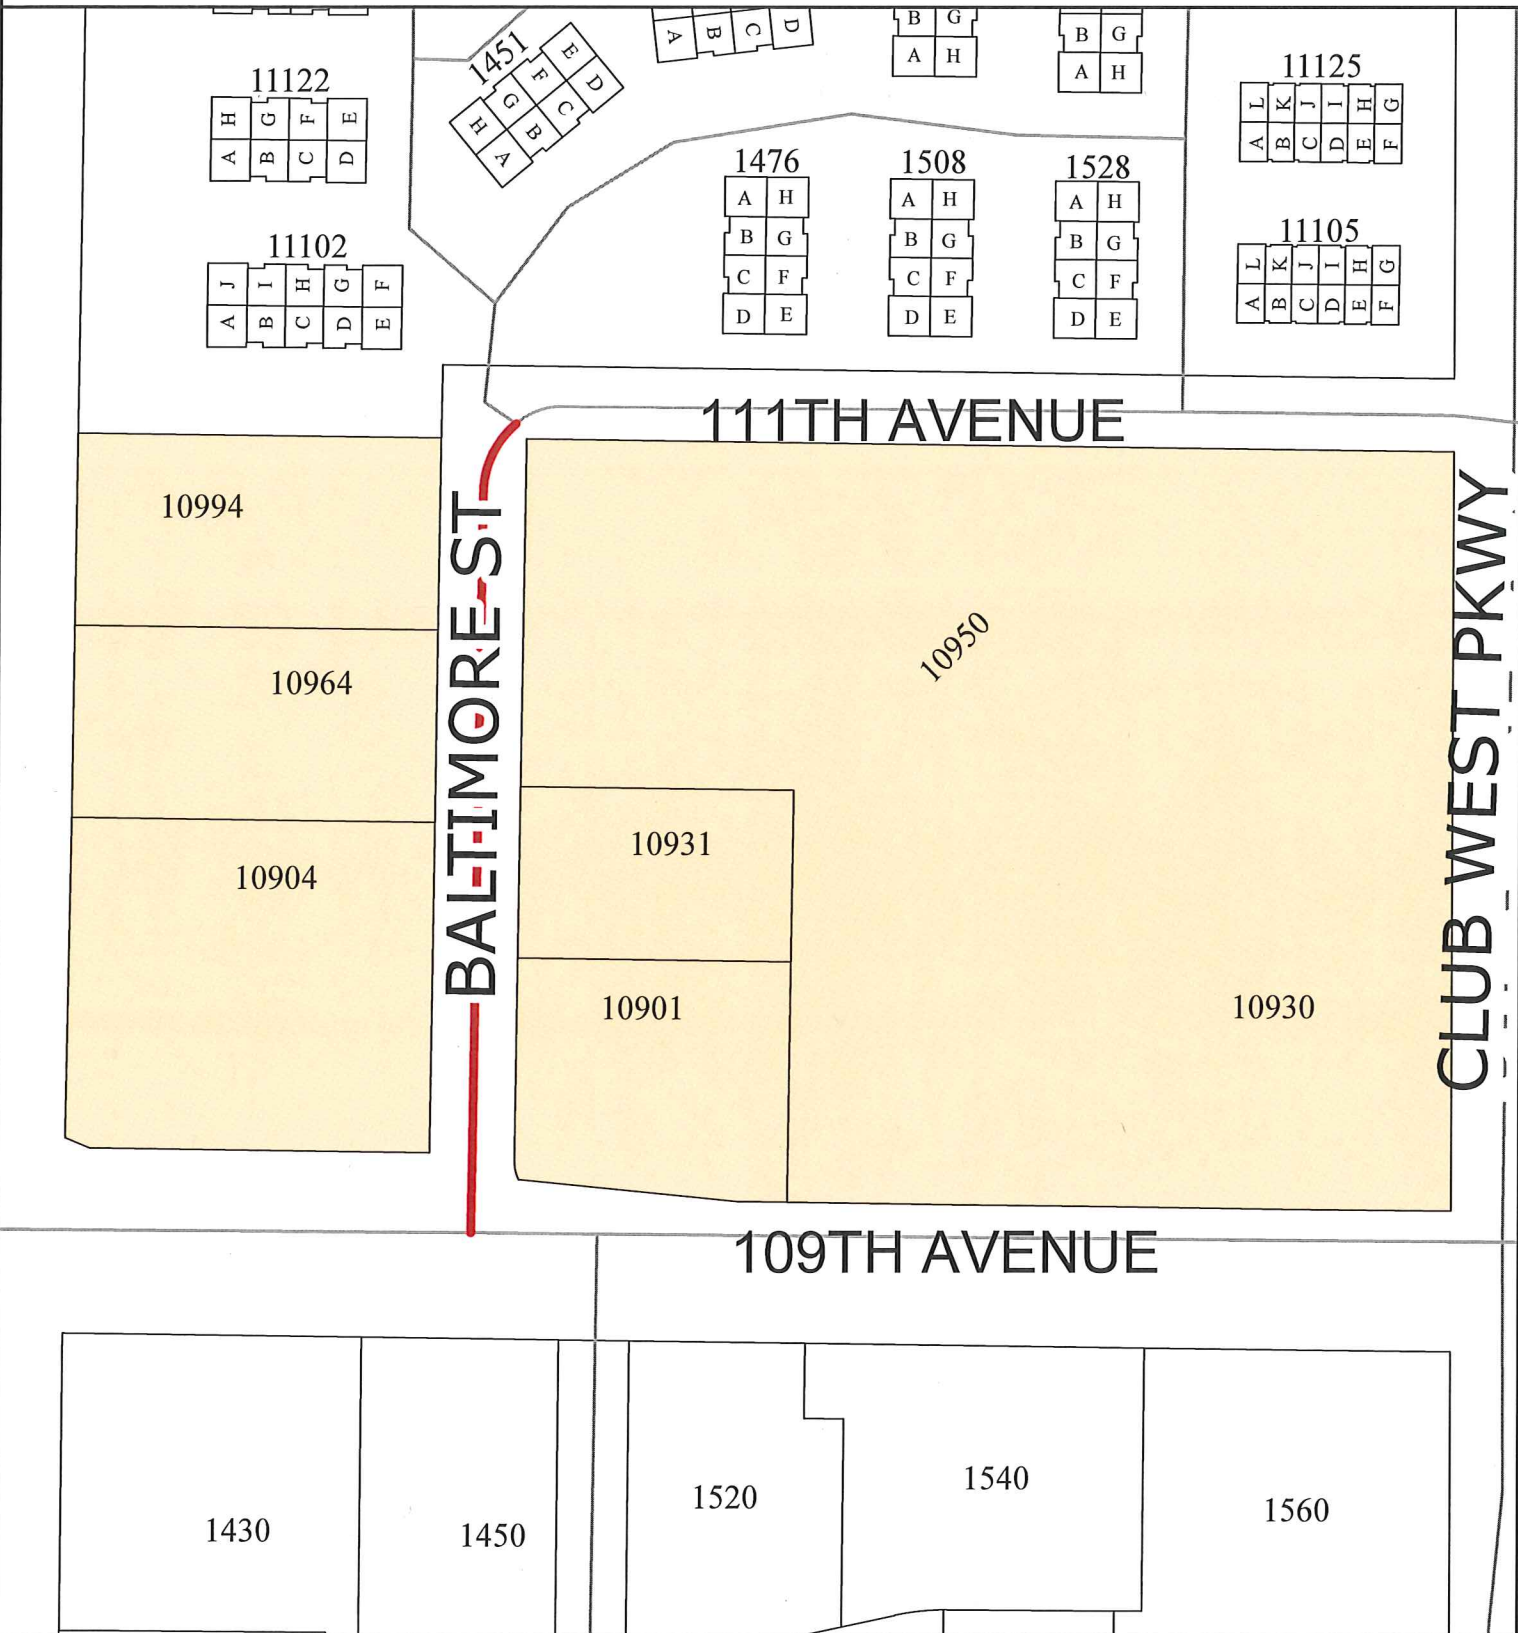 A B C D
B G
A H
B G
A H
1451
E
F D
G C
H B
A
11122
H G F E
A B C D
11125
L K J I H G
A B C D E F
1476
A H
B G
C F
D E
1508
A H
B G
C F
D E
1528
A H
B G
C F
D E
11102
J I H G F
A B C D E
11105
L K J I H G
A B C D E F
111TH AVENUE
10994
10964
10904
BALTIMORE ST
10950
10931
10901
10930
CLUB WEST PKWY
109TH AVENUE
1430
1450
1520
1540
1560